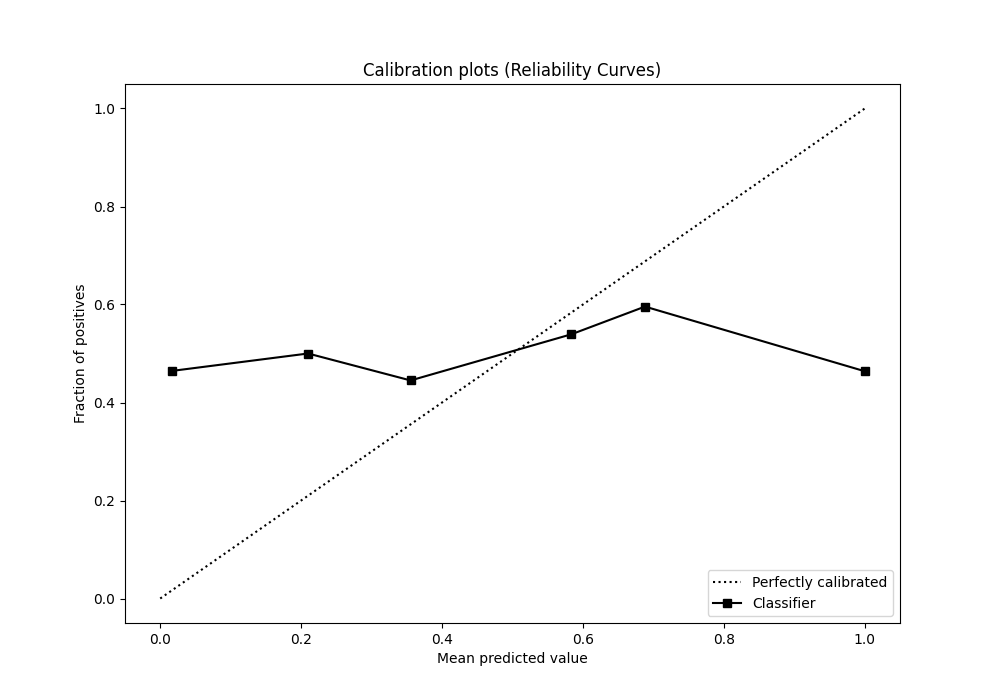 Calibration plots (Reliability Curves)
Fraction of positives
1.0
0.8
0.6
0.4
0.2
0.0
0.0 0.2 0.4 0.6 0.8 1.0
Mean predicted value
Perfectly calibrated
Classifier